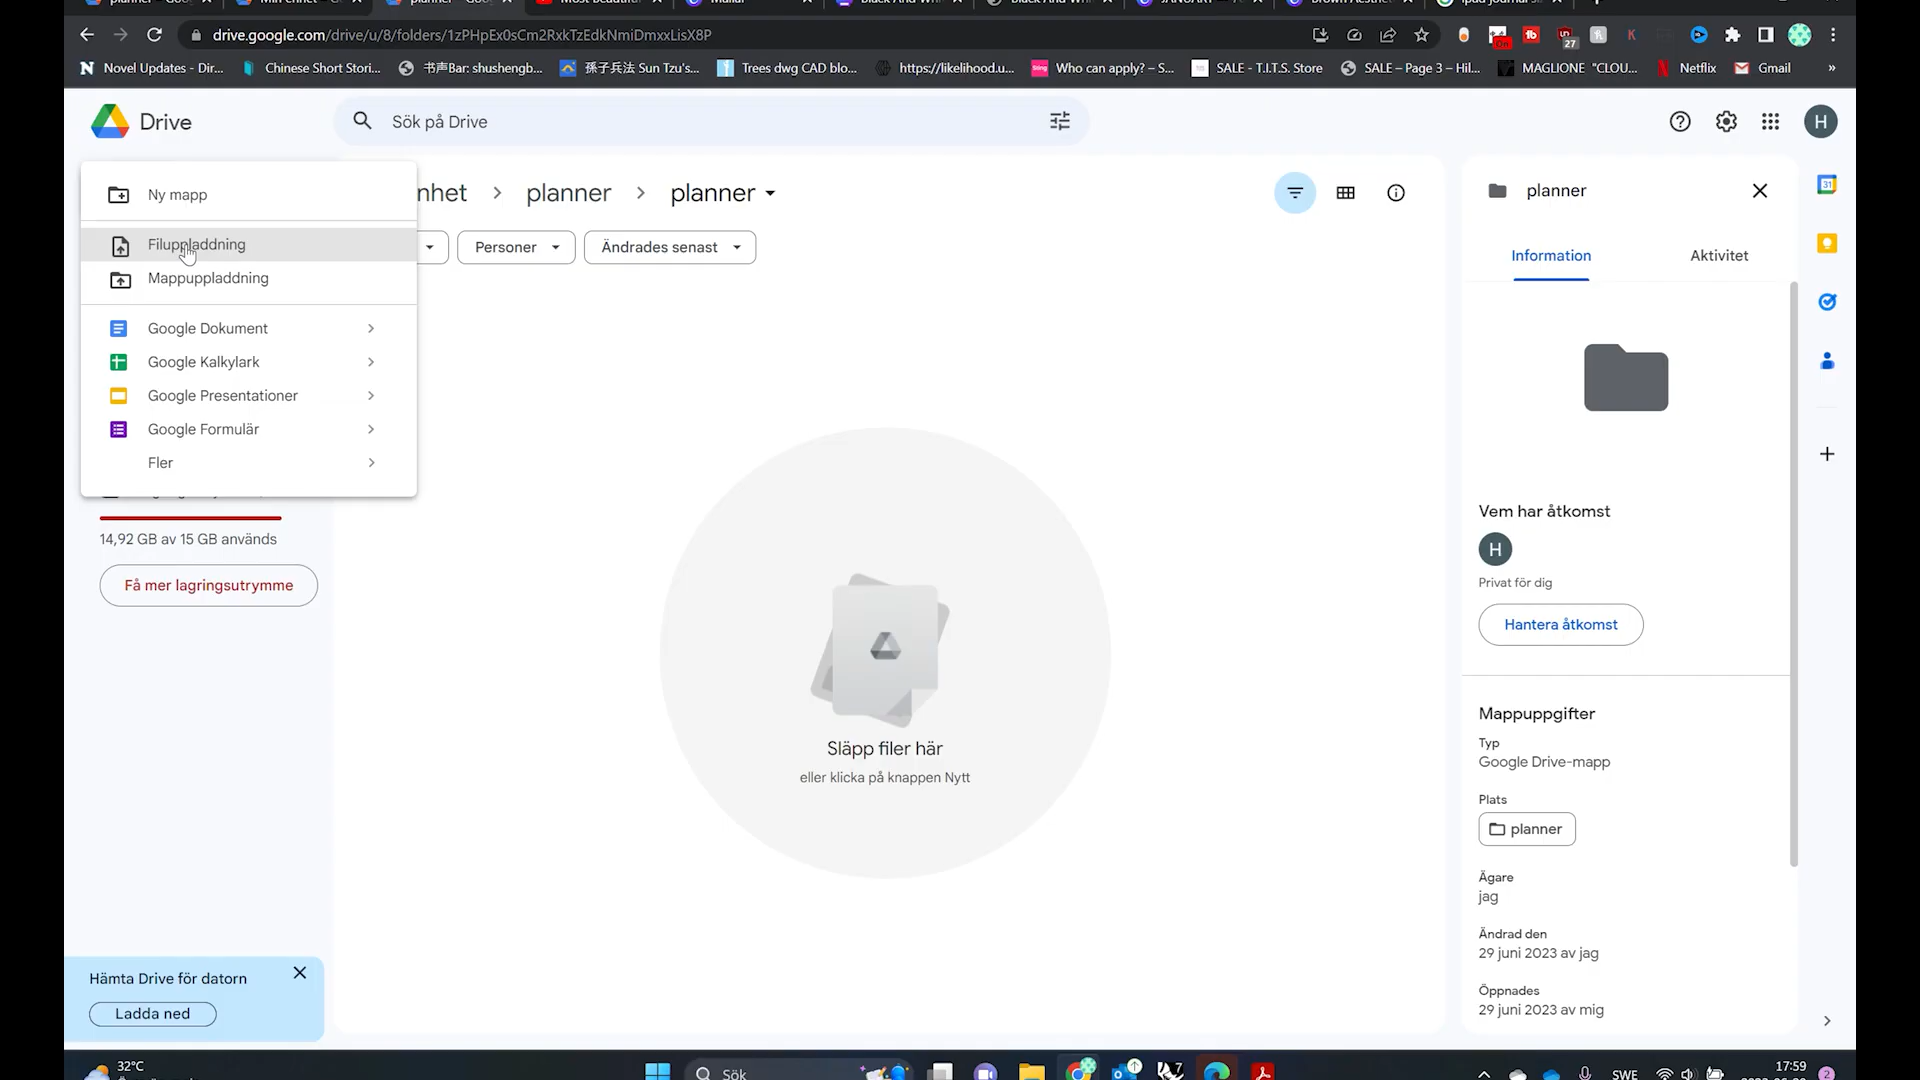 drive.google.com/drive/u/8/folders/1zPHpEx0sCm2RxkTzEdkNmiDmxxLisX8P
On
27
Novel Updates - Dir...
Chinese Short Stori...
书声Bar: shushengb...
孫子兵法 Sun Tzu's...
Trees dwg CAD blo...
https://likelihood.u...
Who can apply? – S...
SALE - T.I.T.S. Store
SALE – Page 3 – Hil...
MAGLIONE "CLOU...
Netflix
Gmail
»
Drive
Sök på Drive
H
Ny mapp
Filuppladdning
Mappuppladdning
Google Dokument
Google Kalkylark
Google Presentationer
Google Formulär
Fler
14,92 GB av 15 GB används
Få mer lagringsutrymme
nhet > planner > planner
Personer
Ändrades senast
Släpp filer här
eller klicka på knappen Nytt
planner
Information
Aktivitet
31
Vem har åtkomst
H
Privat för dig
Hantera åtkomst
Mappuppgifter
Typ
Google Drive-mapp
Plats
planner
Ägare
jag
Ändrad den
29 juni 2023 av jag
Öppnades
29 juni 2023 av mig
Hämta Drive för datorn
Ladda ned
32°C
Sök
SWE
17:59
2